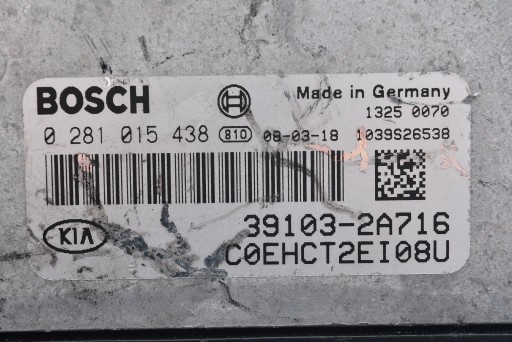 BOSCH Made in Germany
1325 0070
0 281 015 438 810 08-03-18 1039S26538
39103-2A716
KIA
C0EHCT2EI08U